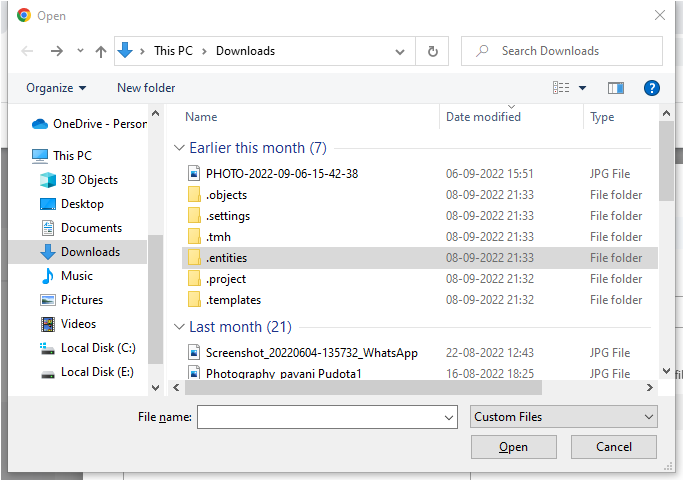 Open
This PC > Downloads
Search Downloads
Organize
New folder
?
OneDrive - Person
This PC
3D Objects
Desktop
Documents
Downloads
Music
Pictures
Videos
Local Disk (C:)
Local Disk (E:)
Name Date modified Type
Earlier this month (7)
PHOTO-2022-09-06-15-42-38 06-09-2022 15:51 JPG File
.objects 08-09-2022 21:33 File folder
.settings 08-09-2022 21:33 File folder
.tmh 08-09-2022 21:33 File folder
.entities 08-09-2022 21:33 File folder
.project 08-09-2022 21:32 File folder
.templates 08-09-2022 21:32 File folder
Last month (21)
Screenshot_20220604-135732_WhatsApp 22-08-2022 12:43 JPG File
Photography_pavani Pudota1 16-08-2022 18:25 JPG File
File name:
Custom Files
Open
Cancel